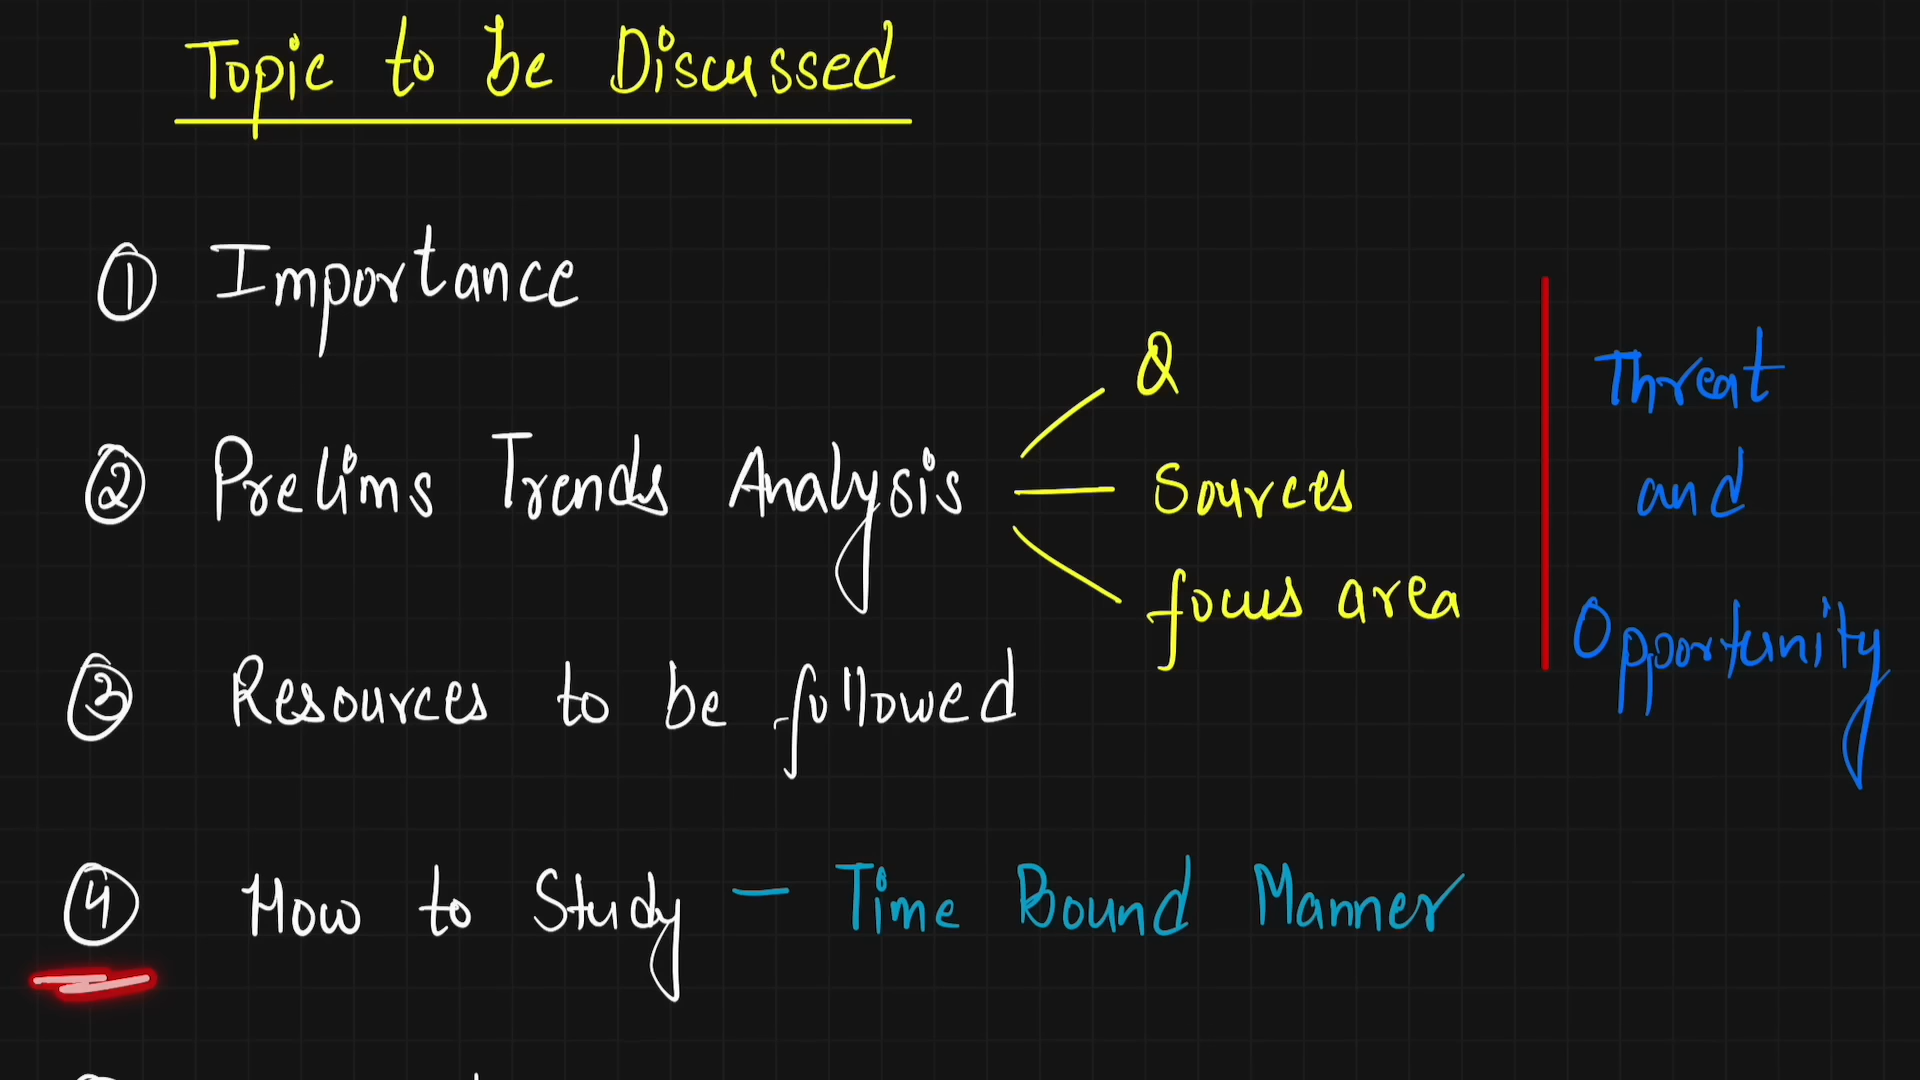 Topic to be Discussed
① Importance
② Prelims Trends Analysis
Q
Sources
focus area
Threat
and
Opportunity
③ Resources to be followed
④ How to Study - Time Bound Manner